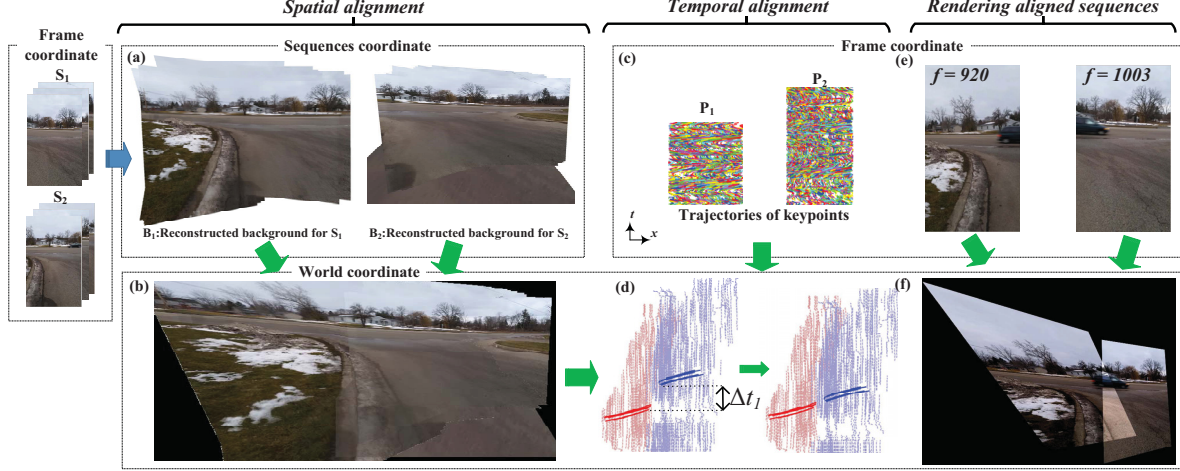 Spatial alignment
Temporal alignment
Rendering aligned sequences
Frame
coordinate
S1
S2
Sequences coordinate
(a)
B1:Reconstructed background for S1
B2:Reconstructed background for S2
Frame coordinate
(c)
P1
P2
Trajectories of keypoints
t
x
(e)
f = 920
f = 1003
World coordinate
(b)
(d)
Δt1
(f)